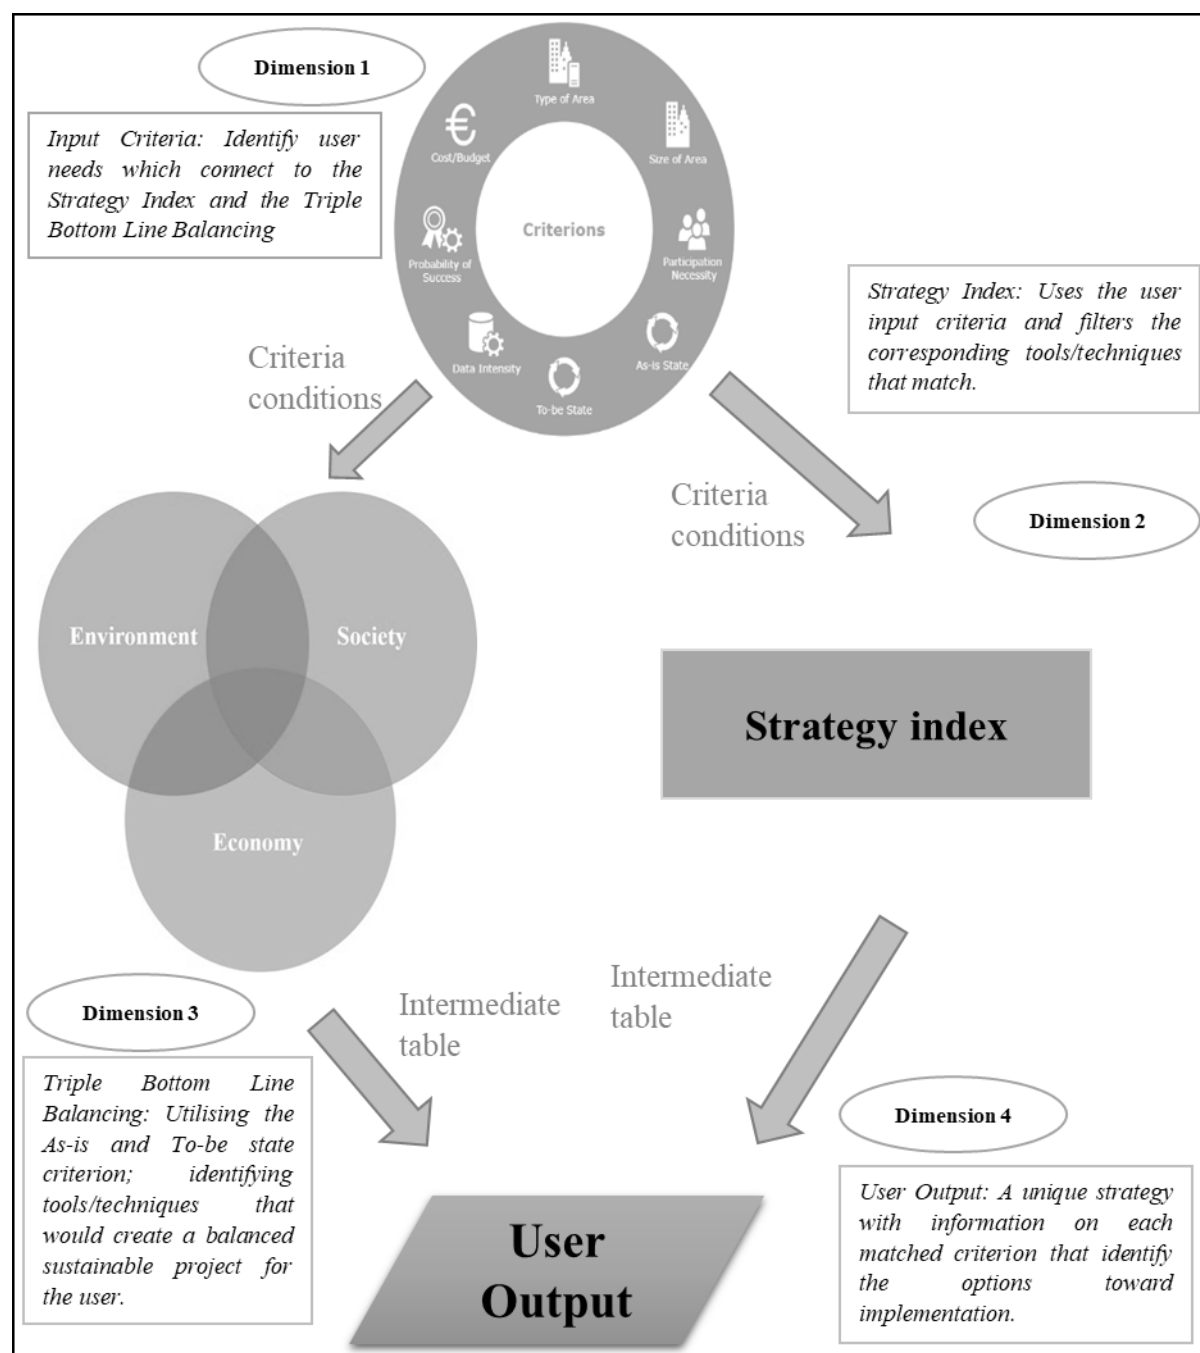 Dimension 1
Input Criteria: Identify user
needs which connect to the
Strategy Index and the Triple
Bottom Line Balancing
Type of Area
Cost/Budget
Size of Area
Criterions
Probability of
Success
Participation
Necessity
Data Intensity
As-is State
To-be State
Strategy Index: Uses the user
input criteria and filters the
corresponding tools/techniques
that match.
Criteria
conditions
Criteria
conditions
Dimension 2
Environment
Society
Economy
Strategy index
Dimension 3
Intermediate
table
Intermediate
table
Triple Bottom Line
Balancing: Utilising the
As-is and To-be state
criterion; identifying
tools/techniques that
would create a balanced
sustainable project for
the user.
Dimension 4
User Output: A unique strategy
with information on each
matched criterion that identify
the options toward
implementation.
User
Output